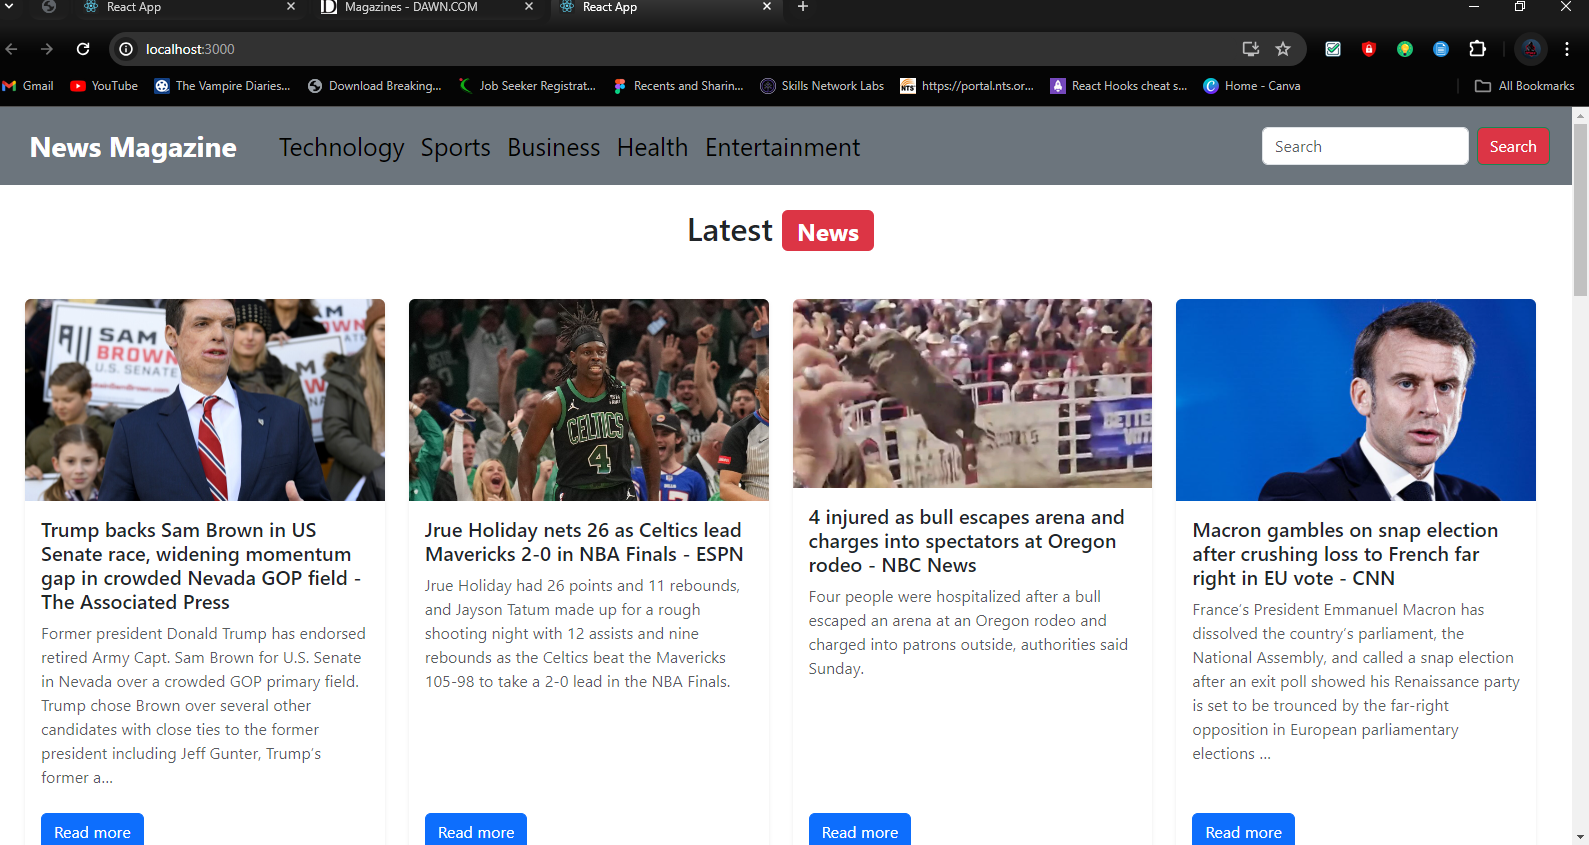 React App
Magazines - DAWN.COM
React App
localhost:3000
Gmail
YouTube
The Vampire Diaries...
Download Breaking...
Job Seeker Registrat...
Recents and Sharin...
Skills Network Labs
NTS
https://portal.nts.or...
React Hooks cheat s...
Home - Canva
All Bookmarks
News Magazine
Technology Sports Business Health Entertainment
Search
Search
Latest News
SAM
BROWN
U.S. SENATE
Trump backs Sam Brown in US
Senate race, widening momentum
gap in crowded Nevada GOP field -
The Associated Press
Former president Donald Trump has endorsed
retired Army Capt. Sam Brown for U.S. Senate
in Nevada over a crowded GOP primary field.
Trump chose Brown over several other
candidates with close ties to the former
president including Jeff Gunter, Trump’s
former a...
Read more
CELTICS
4
Jrue Holiday nets 26 as Celtics lead
Mavericks 2-0 in NBA Finals - ESPN
Jrue Holiday had 26 points and 11 rebounds,
and Jayson Tatum made up for a rough
shooting night with 12 assists and nine
rebounds as the Celtics beat the Mavericks
105-98 to take a 2-0 lead in the NBA Finals.
Read more
4 injured as bull escapes arena and
charges into spectators at Oregon
rodeo - NBC News
Four people were hospitalized after a bull
escaped an arena at an Oregon rodeo and
charged into patrons outside, authorities said
Sunday.
Read more
Macron gambles on snap election
after crushing loss to French far
right in EU vote - CNN
France’s President Emmanuel Macron has
dissolved the country’s parliament, the
National Assembly, and called a snap election
after an exit poll showed his Renaissance party
is set to be trounced by the far-right
opposition in European parliamentary
elections ...
Read more